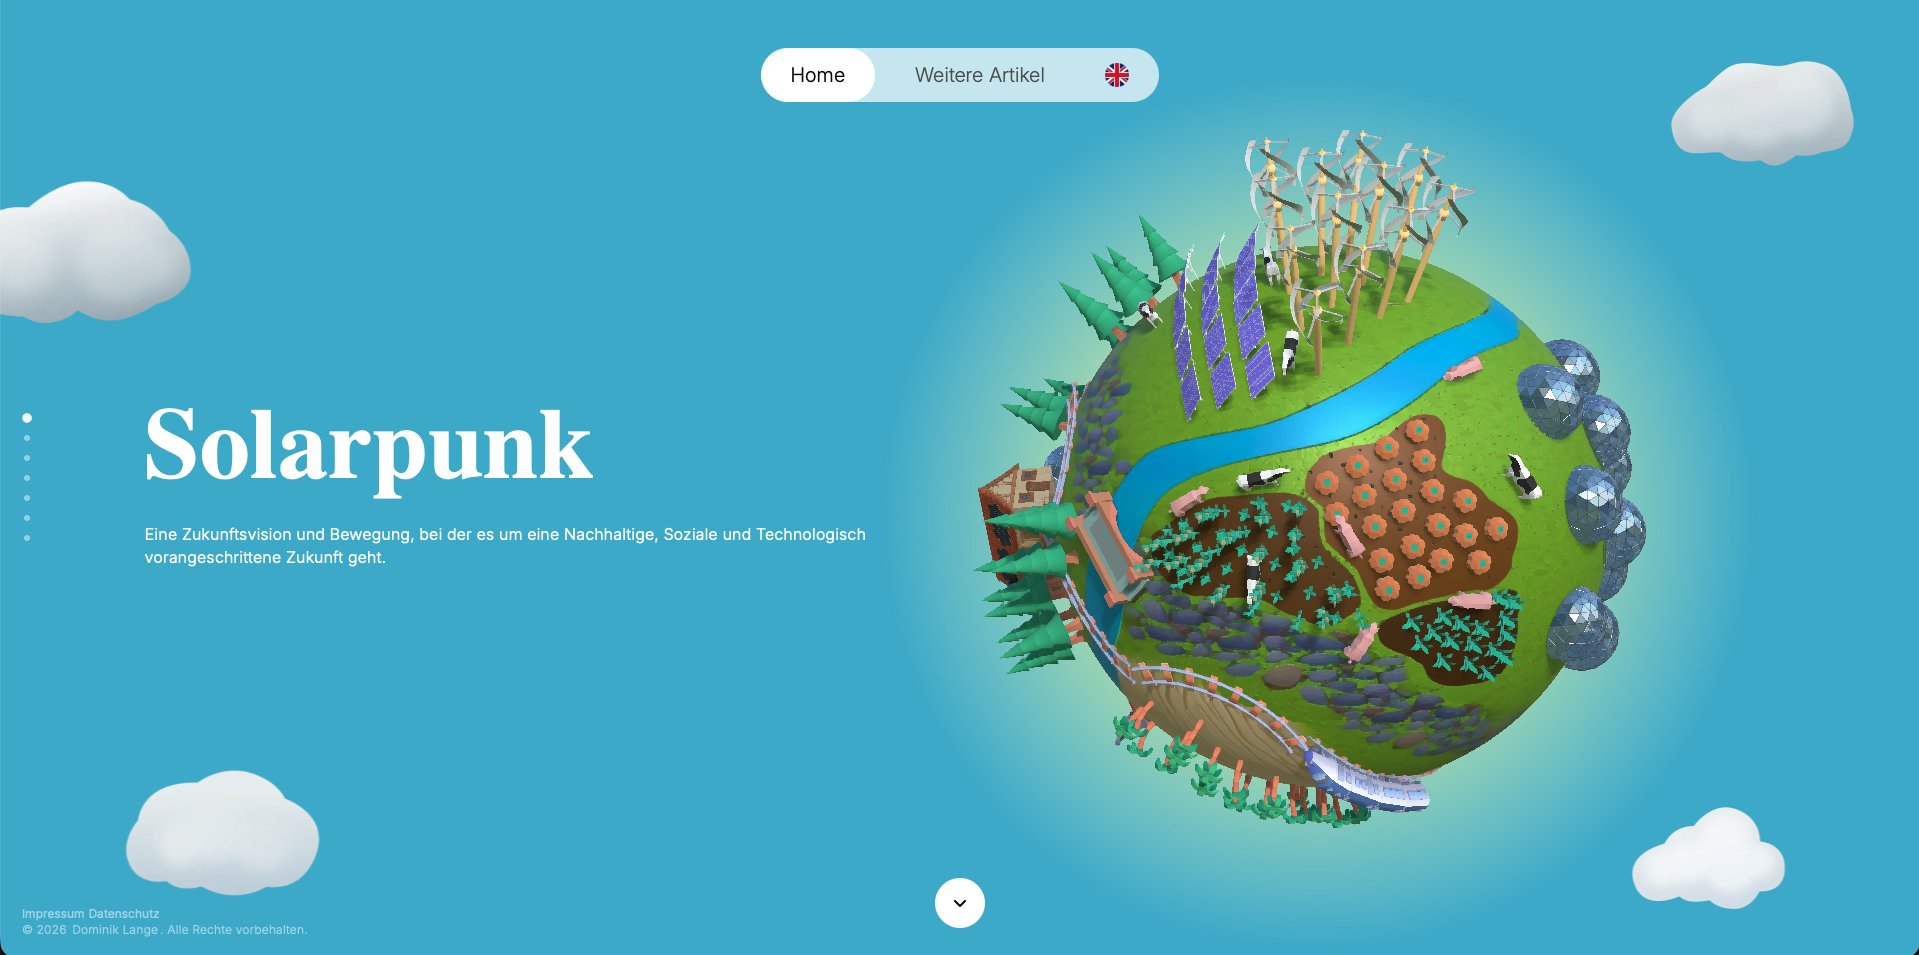 Home
Weitere Artikel
Solarpunk
Eine Zukunftsvision und Bewegung, bei der es um eine Nachhaltige, Soziale und Technologisch
vorangeschrittene Zukunft geht.
Impressum Datenschutz
© 2026 Dominik Lange. Alle Rechte vorbehalten.